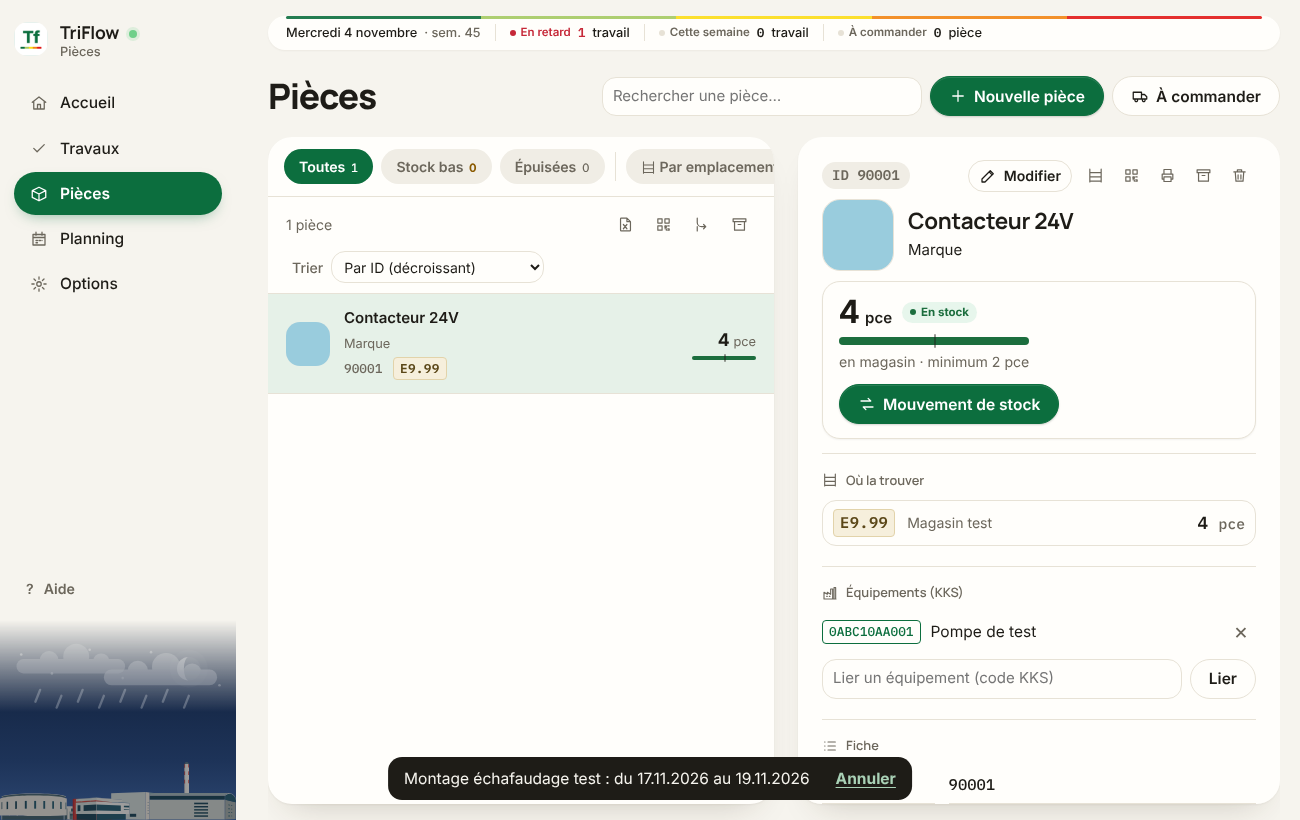 Tf
TriFlow
Pièces
Accueil
Travaux
Pièces
Planning
Options
? Aide
Mercredi 4 novembre · sem. 45
En retard 1 travail
Cette semaine 0 travail
À commander 0 pièce
Pièces
Rechercher une pièce...
Nouvelle pièce
À commander
Toutes 1
Stock bas 0
Épuisées 0
Par emplacement
1 pièce
Trier
Par ID (décroissant)
Contacteur 24V
Marque
90001 E9.99
4 pce
ID 90001
Modifier
Contacteur 24V
Marque
4 pce
En stock
en magasin · minimum 2 pce
Mouvement de stock
Où la trouver
E9.99 Magasin test 4 pce
Équipements (KKS)
0ABC10AA001 Pompe de test
Lier un équipement (code KKS)
Lier
Fiche
90001
Montage échafaudage test : du 17.11.2026 au 19.11.2026 Annuler